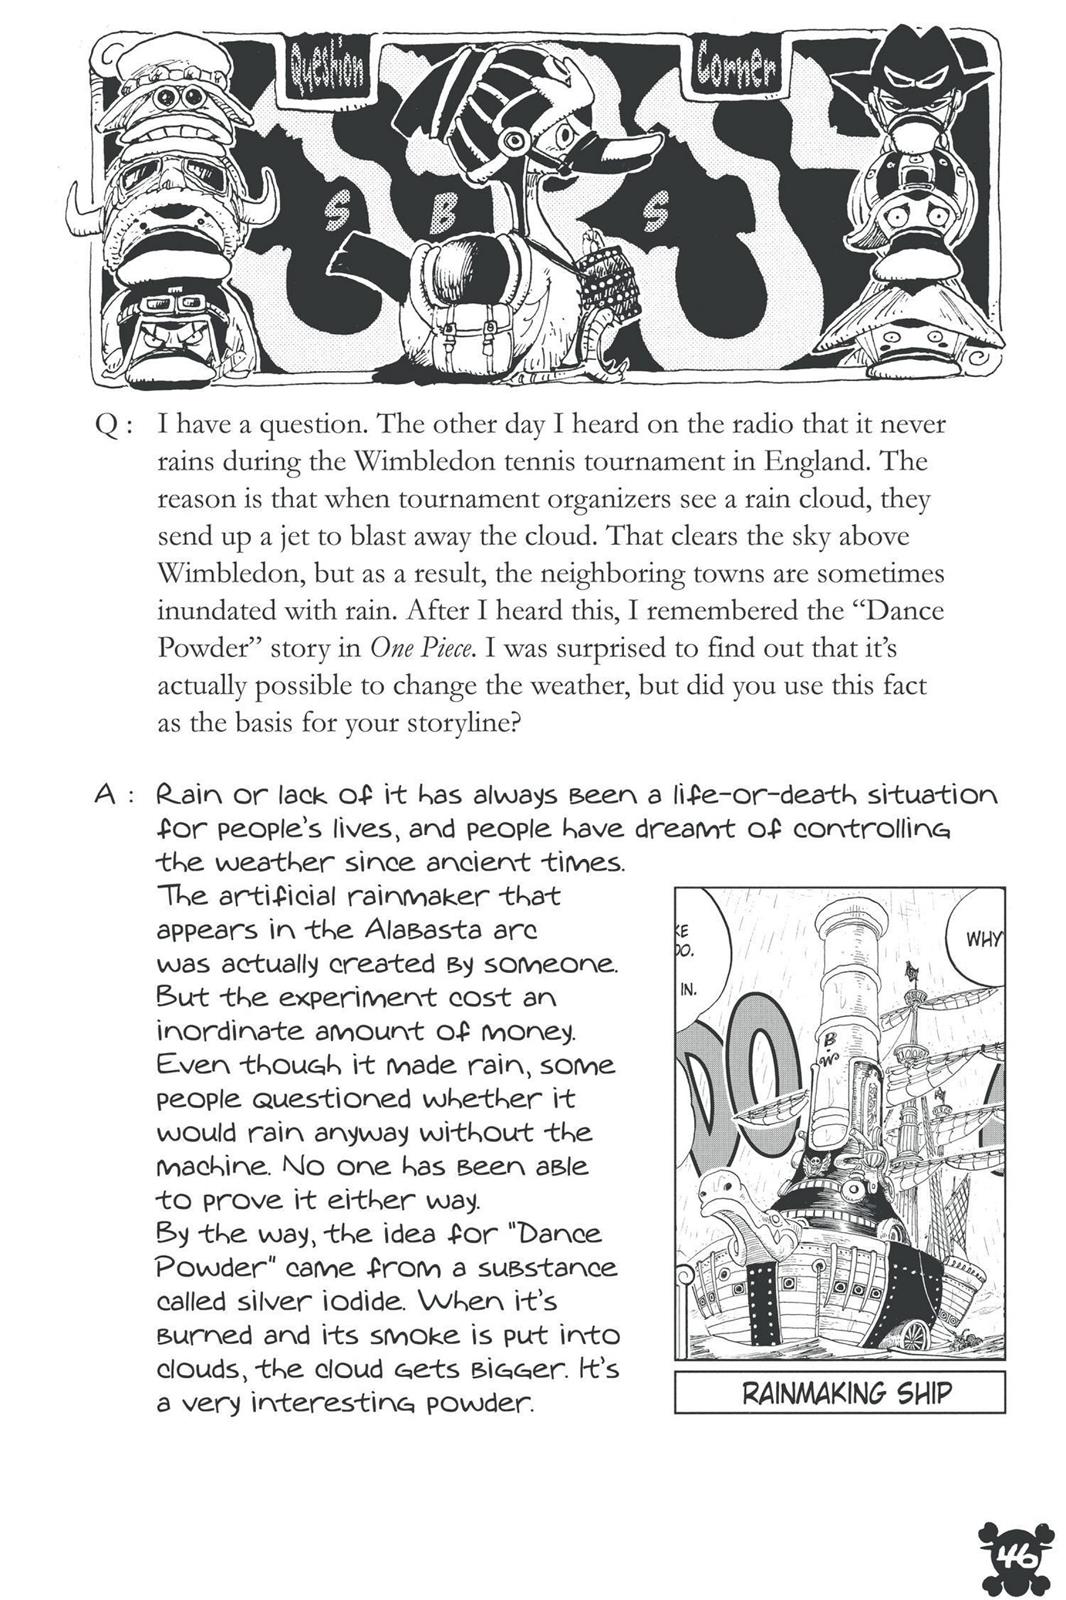 Question
Corner
S B S
Q : I have a question. The other day I heard on the radio that it never
rains during the Wimbledon tennis tournament in England. The
reason is that when tournament organizers see a rain cloud, they
send up a jet to blast away the cloud. That clears the sky above
Wimbledon, but as a result, the neighboring towns are sometimes
inundated with rain. After I heard this, I remembered the “Dance
Powder” story in One Piece. I was surprised to find out that it’s
actually possible to change the weather, but did you use this fact
as the basis for your storyline?
A : Rain or lack of it has always been a life-or-death situation
for people's lives, and people have dreamt of controlling
the weather since ancient times.
The artificial rainmaker that
appears in the Alabasta arc
was actually created by someone.
But the experiment cost an
inordinate amount of money.
Even though it made rain, some
people questioned whether it
would rain anyway without the
machine. No one has been able
to prove it either way.
By the way, the idea for "Dance
Powder" came from a substance
called silver iodide. When it's
burned and its smoke is put into
clouds, the cloud gets bigger. It's
a very interesting powder.
KE
DO.
IN.
WHY
DO
B
W
RAINMAKING SHIP
46